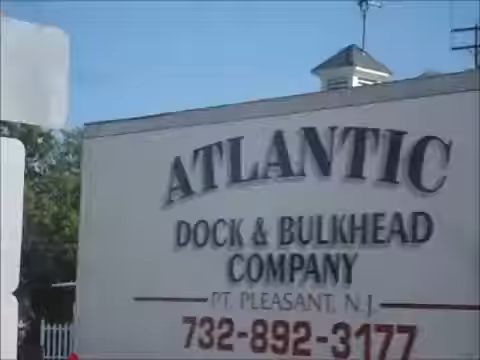 ATLANTIC
DOCK & BULKHEAD
COMPANY
PT. PLEASANT, N.J.
732-892-3177